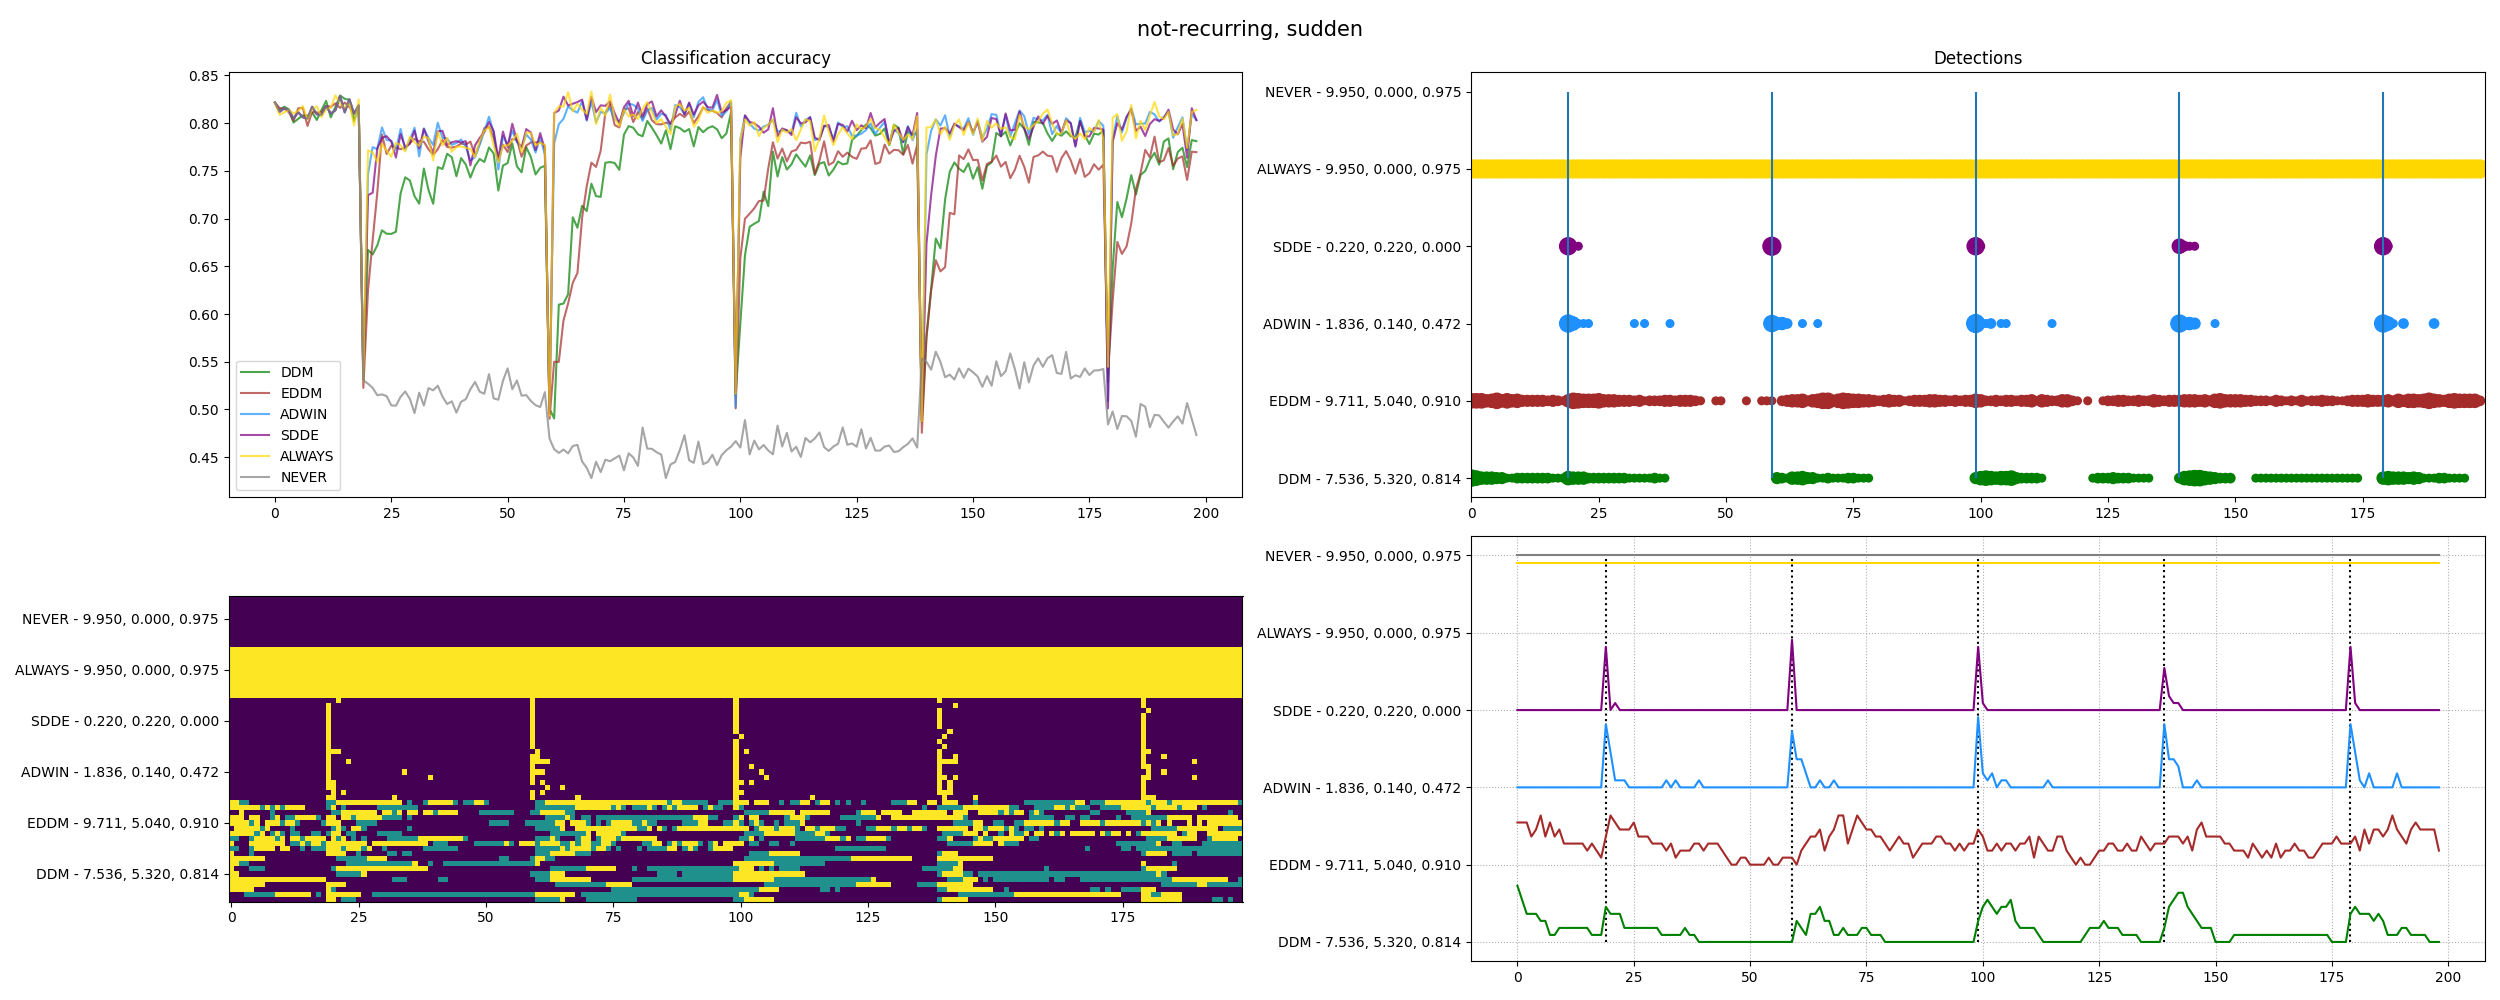 not-recurring, sudden
Classification accuracy
0.85
0.80
0.75
0.70
0.65
0.60
0.55
0.50
0.45
DDM
EDDM
ADWIN
SDDE
ALWAYS
NEVER
0 25 50 75 100 125 150 175 200
Detections
NEVER - 9.950, 0.000, 0.975
ALWAYS - 9.950, 0.000, 0.975
SDDE - 0.220, 0.220, 0.000
ADWIN - 1.836, 0.140, 0.472
EDDM - 9.711, 5.040, 0.910
DDM - 7.536, 5.320, 0.814
0 25 50 75 100 125 150 175
NEVER - 9.950, 0.000, 0.975
ALWAYS - 9.950, 0.000, 0.975
SDDE - 0.220, 0.220, 0.000
ADWIN - 1.836, 0.140, 0.472
EDDM - 9.711, 5.040, 0.910
DDM - 7.536, 5.320, 0.814
0 25 50 75 100 125 150 175
NEVER - 9.950, 0.000, 0.975
ALWAYS - 9.950, 0.000, 0.975
SDDE - 0.220, 0.220, 0.000
ADWIN - 1.836, 0.140, 0.472
EDDM - 9.711, 5.040, 0.910
DDM - 7.536, 5.320, 0.814
0 25 50 75 100 125 150 175 200